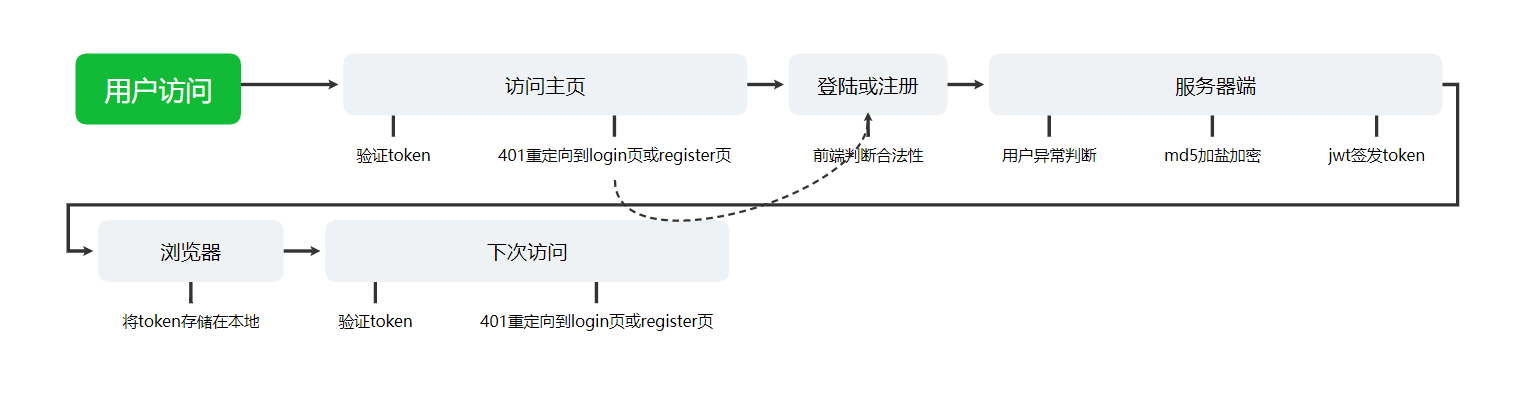 用户访问
访问主页
登陆或注册
服务器端
验证token
401重定向到login页或register页
前端判断合法性
用户异常判断
md5加盐加密
jwt签发token
浏览器
下次访问
将token存储在本地
验证token
401重定向到login页或register页